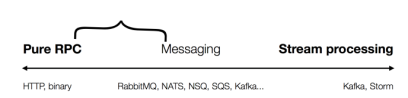 Pure RPC Messaging Stream processing
HTTP, binary RabbitMQ, NATS, NSQ, SQS, Kafka... Kafka, Storm